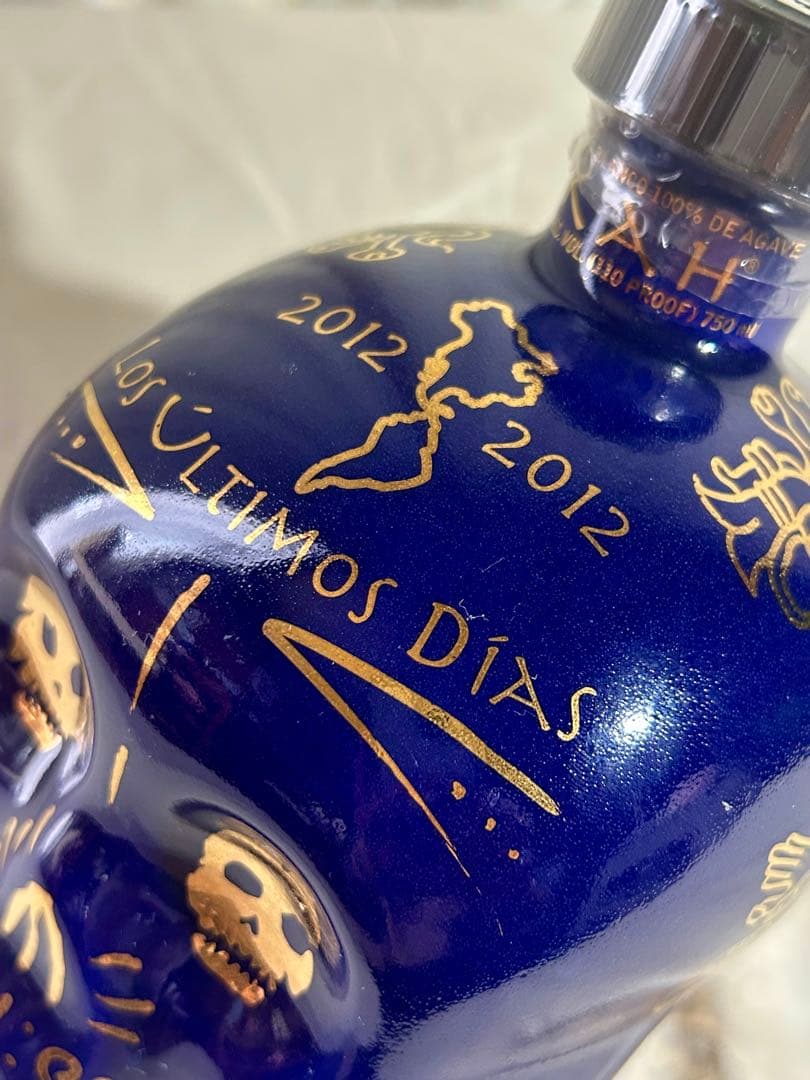 100% DE AGAVE
KAH®
(110 PROOF) 750 ml
2012
2012
Los Últimos Días